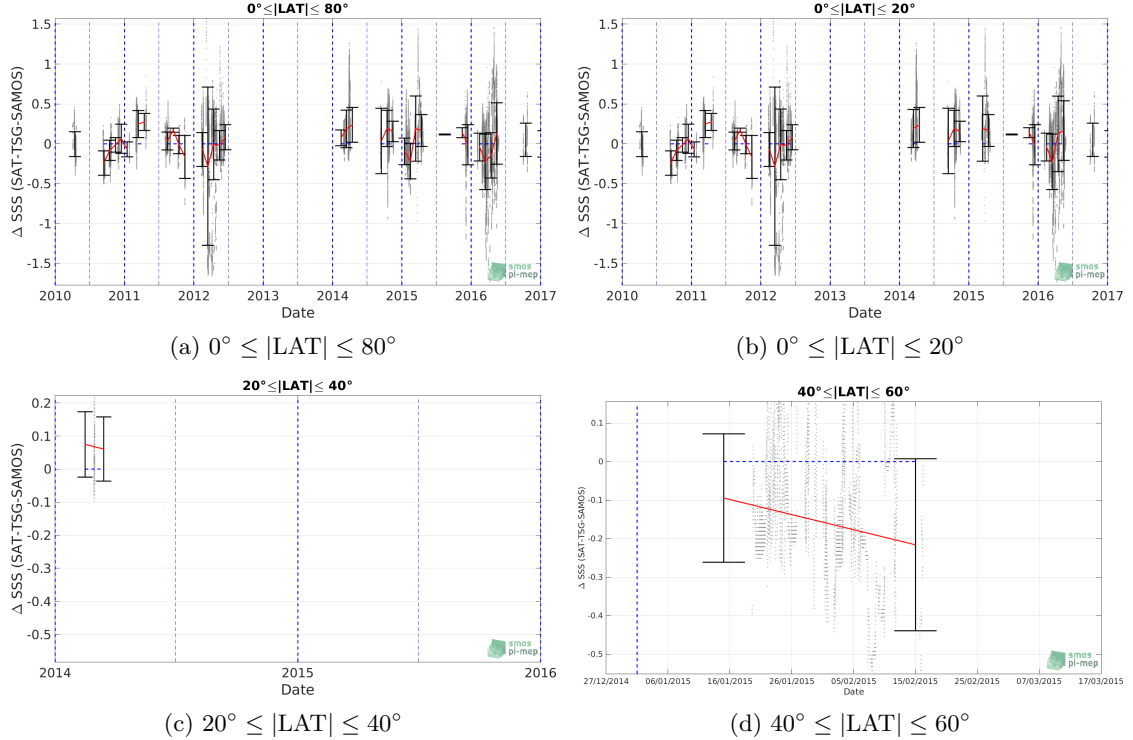 0°≤|LAT|≤ 80°
Δ SSS (SAT-TSG-SAMOS)
1.5
1
0.5
0
-0.5
-1
-1.5
2010 2011 2012 2013 2014 2015 2016 2017
Date
smos
pi-mep
(a) 0° ≤ |LAT| ≤ 80°
0°≤|LAT|≤ 20°
Δ SSS (SAT-TSG-SAMOS)
1.5
1
0.5
0
-0.5
-1
-1.5
2010 2011 2012 2013 2014 2015 2016 2017
Date
smos
pi-mep
(b) 0° ≤ |LAT| ≤ 20°
20°≤|LAT|≤ 40°
Δ SSS (SAT-TSG-SAMOS)
0.2
0.1
0
-0.1
-0.2
-0.3
-0.4
-0.5
2014 2015 2016
Date
smos
pi-mep
(c) 20° ≤ |LAT| ≤ 40°
40°≤|LAT|≤ 60°
Δ SSS (SAT-TSG-SAMOS)
0.1
0
-0.1
-0.2
-0.3
-0.4
-0.5
27/12/2014 06/01/2015 16/01/2015 26/01/2015 05/02/2015 15/02/2015 25/02/2015 07/03/2015 17/03/2015
Date
smos
pi-mep
(d) 40° ≤ |LAT| ≤ 60°